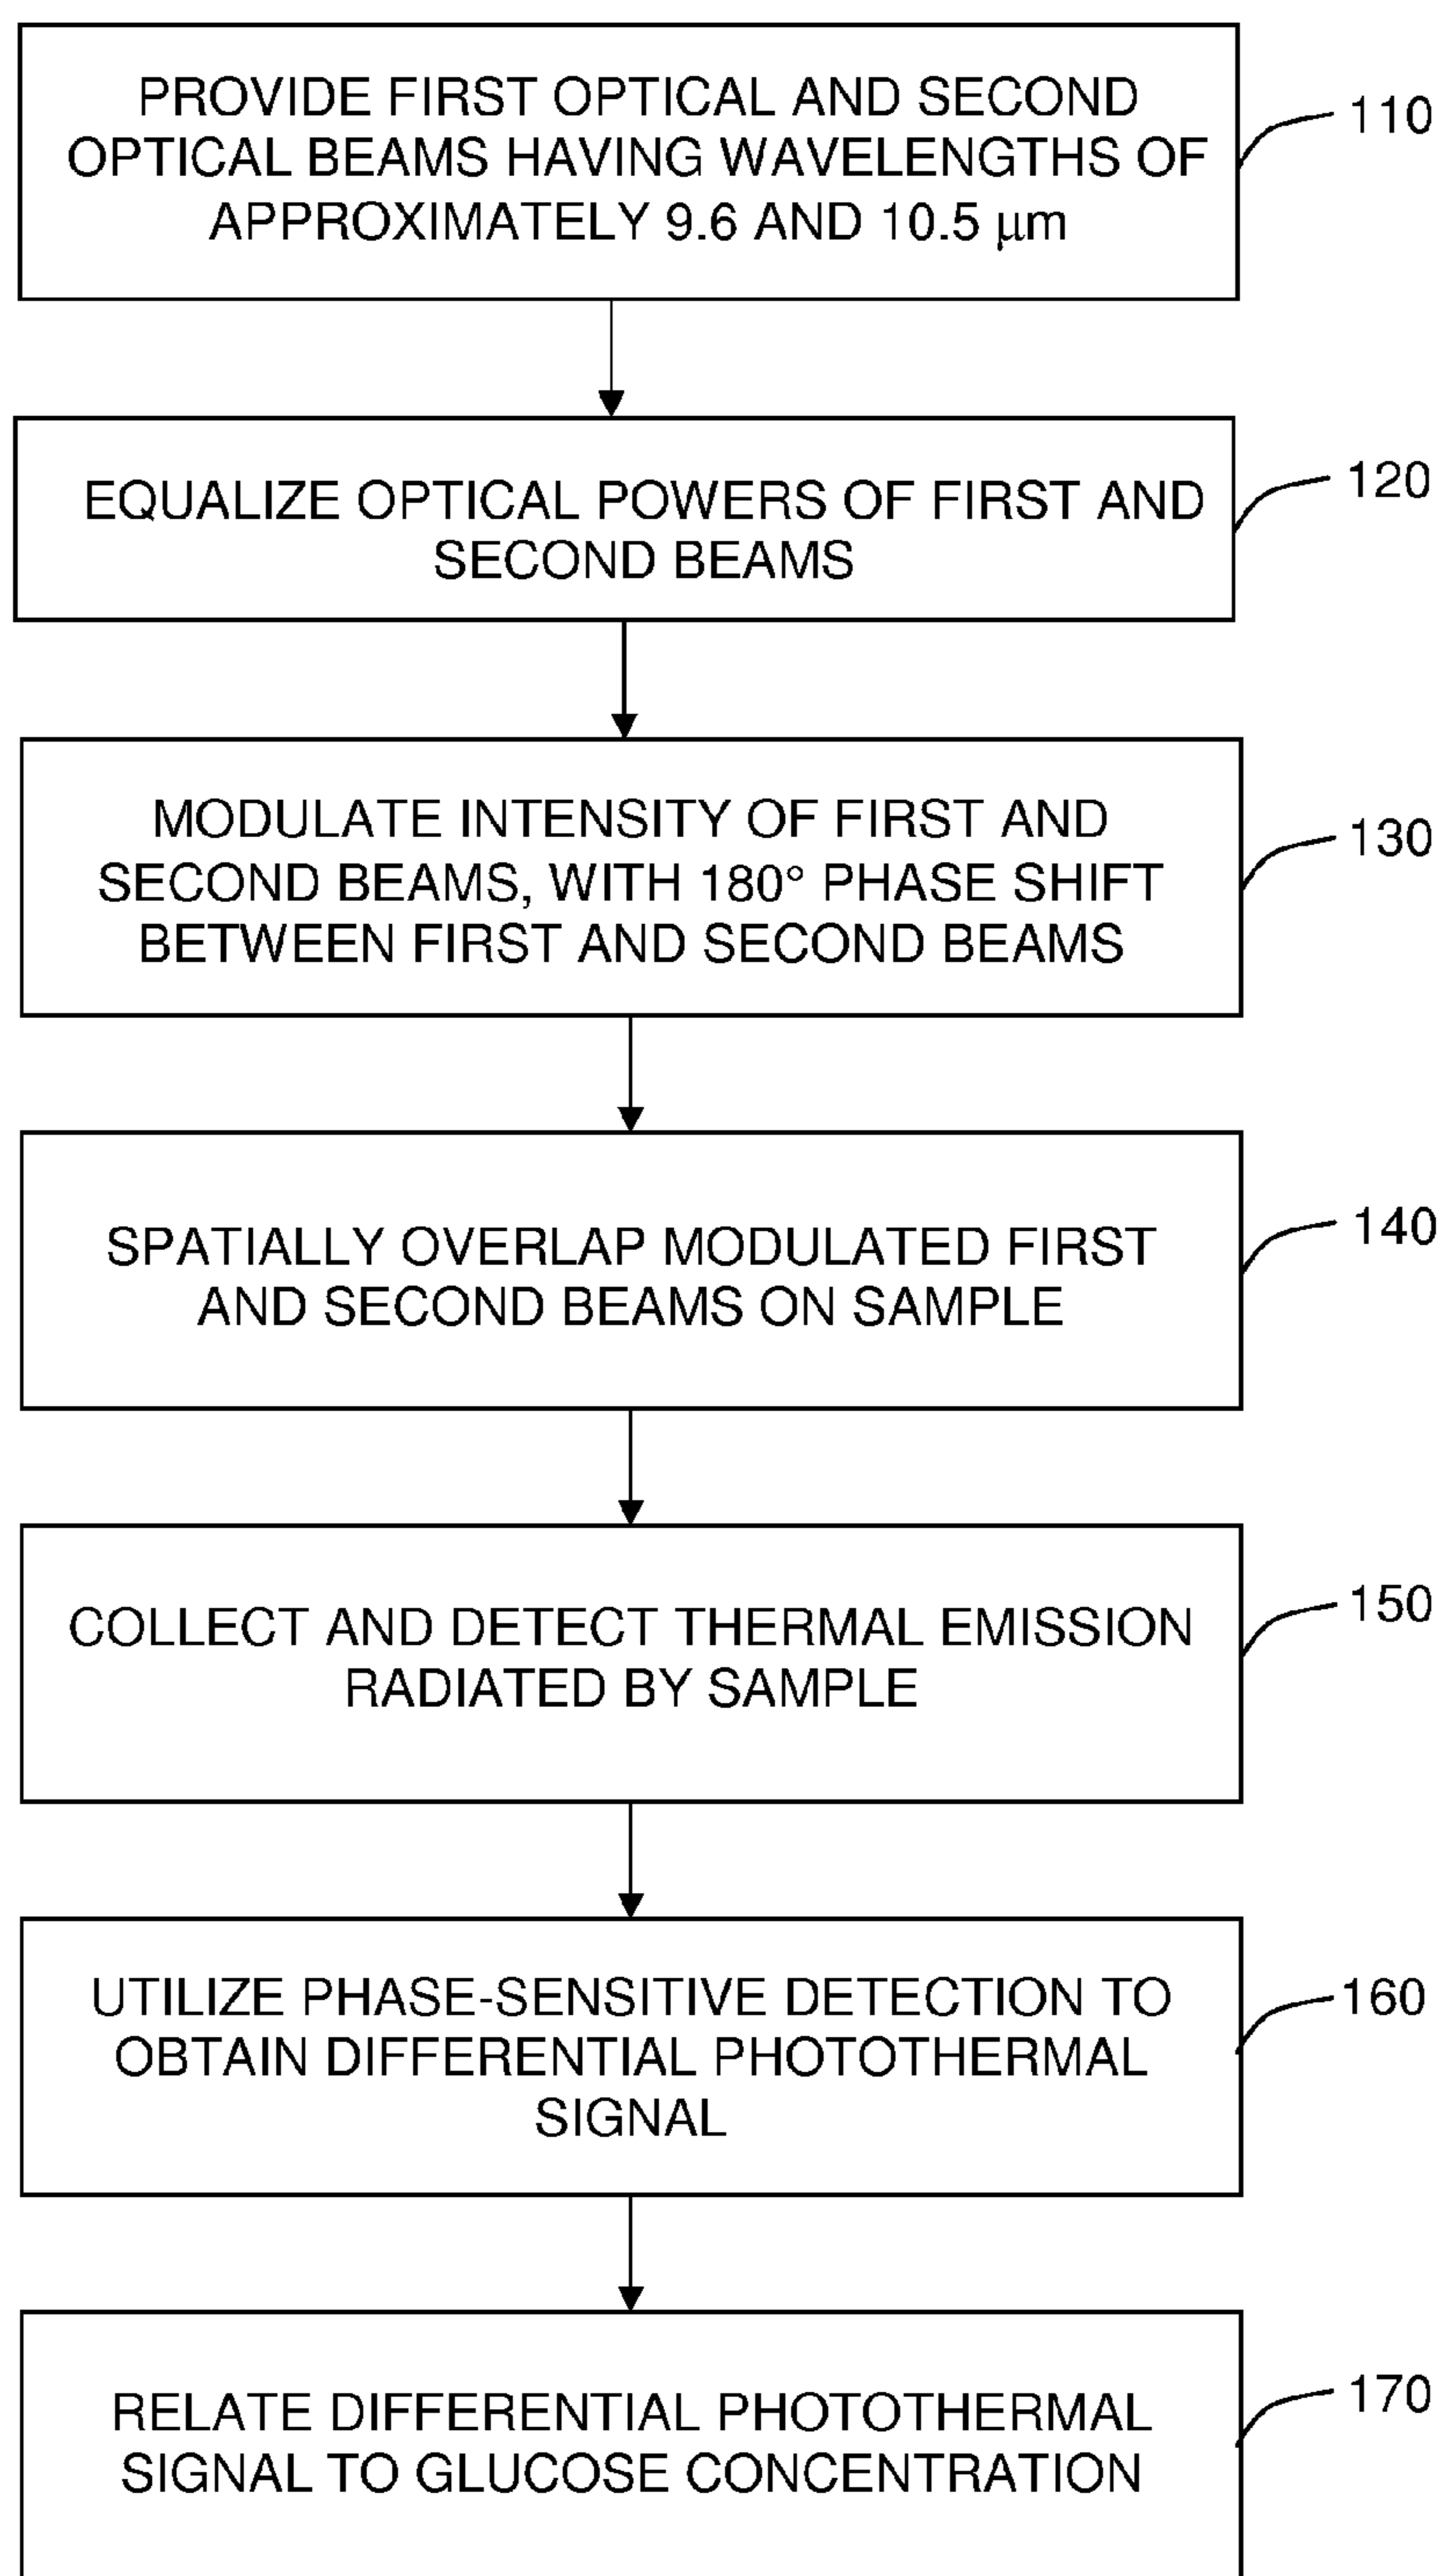 PROVIDE FIRST OPTICAL AND SECOND
OPTICAL BEAMS HAVING WAVELENGTHS OF
APPROXIMATELY 9.6 AND 10.5 μm
110
EQUALIZE OPTICAL POWERS OF FIRST AND
SECOND BEAMS
120
MODULATE INTENSITY OF FIRST AND
SECOND BEAMS, WITH 180° PHASE SHIFT
BETWEEN FIRST AND SECOND BEAMS
130
SPATIALLY OVERLAP MODULATED FIRST
AND SECOND BEAMS ON SAMPLE
140
COLLECT AND DETECT THERMAL EMISSION
RADIATED BY SAMPLE
150
UTILIZE PHASE-SENSITIVE DETECTION TO
OBTAIN DIFFERENTIAL PHOTOTHERMAL
SIGNAL
160
RELATE DIFFERENTIAL PHOTOTHERMAL
SIGNAL TO GLUCOSE CONCENTRATION
170